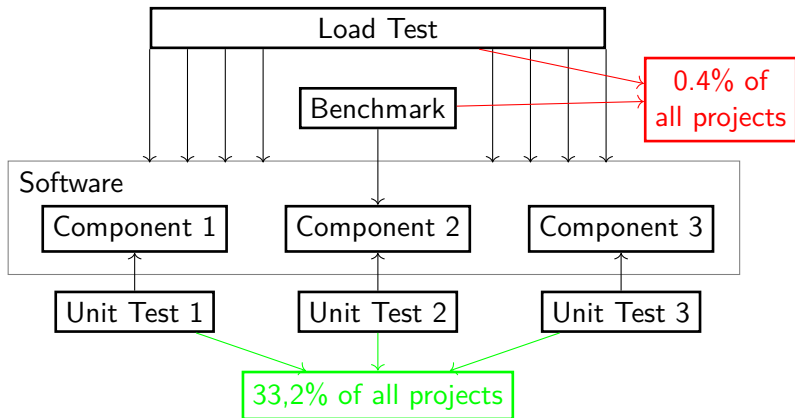 Load Test
0.4% of
all projects
Benchmark
Software
Component 1
Component 2
Component 3
Unit Test 1
Unit Test 2
Unit Test 3
33,2% of all projects